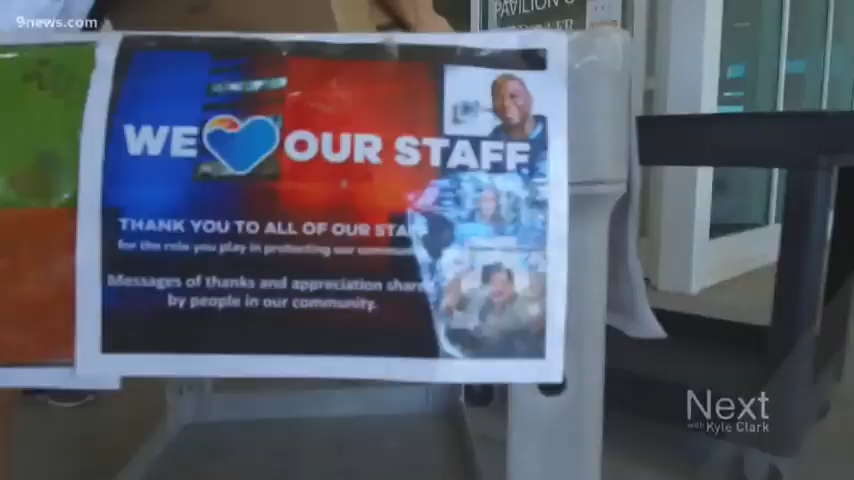 9news.com
PAVILION
WE OUR STAFF
THANK YOU TO ALL OF OUR STAFF
for the role you play in protecting our
Messages of thanks and appreciation
by people in our community.
Next
with Kyle Clark